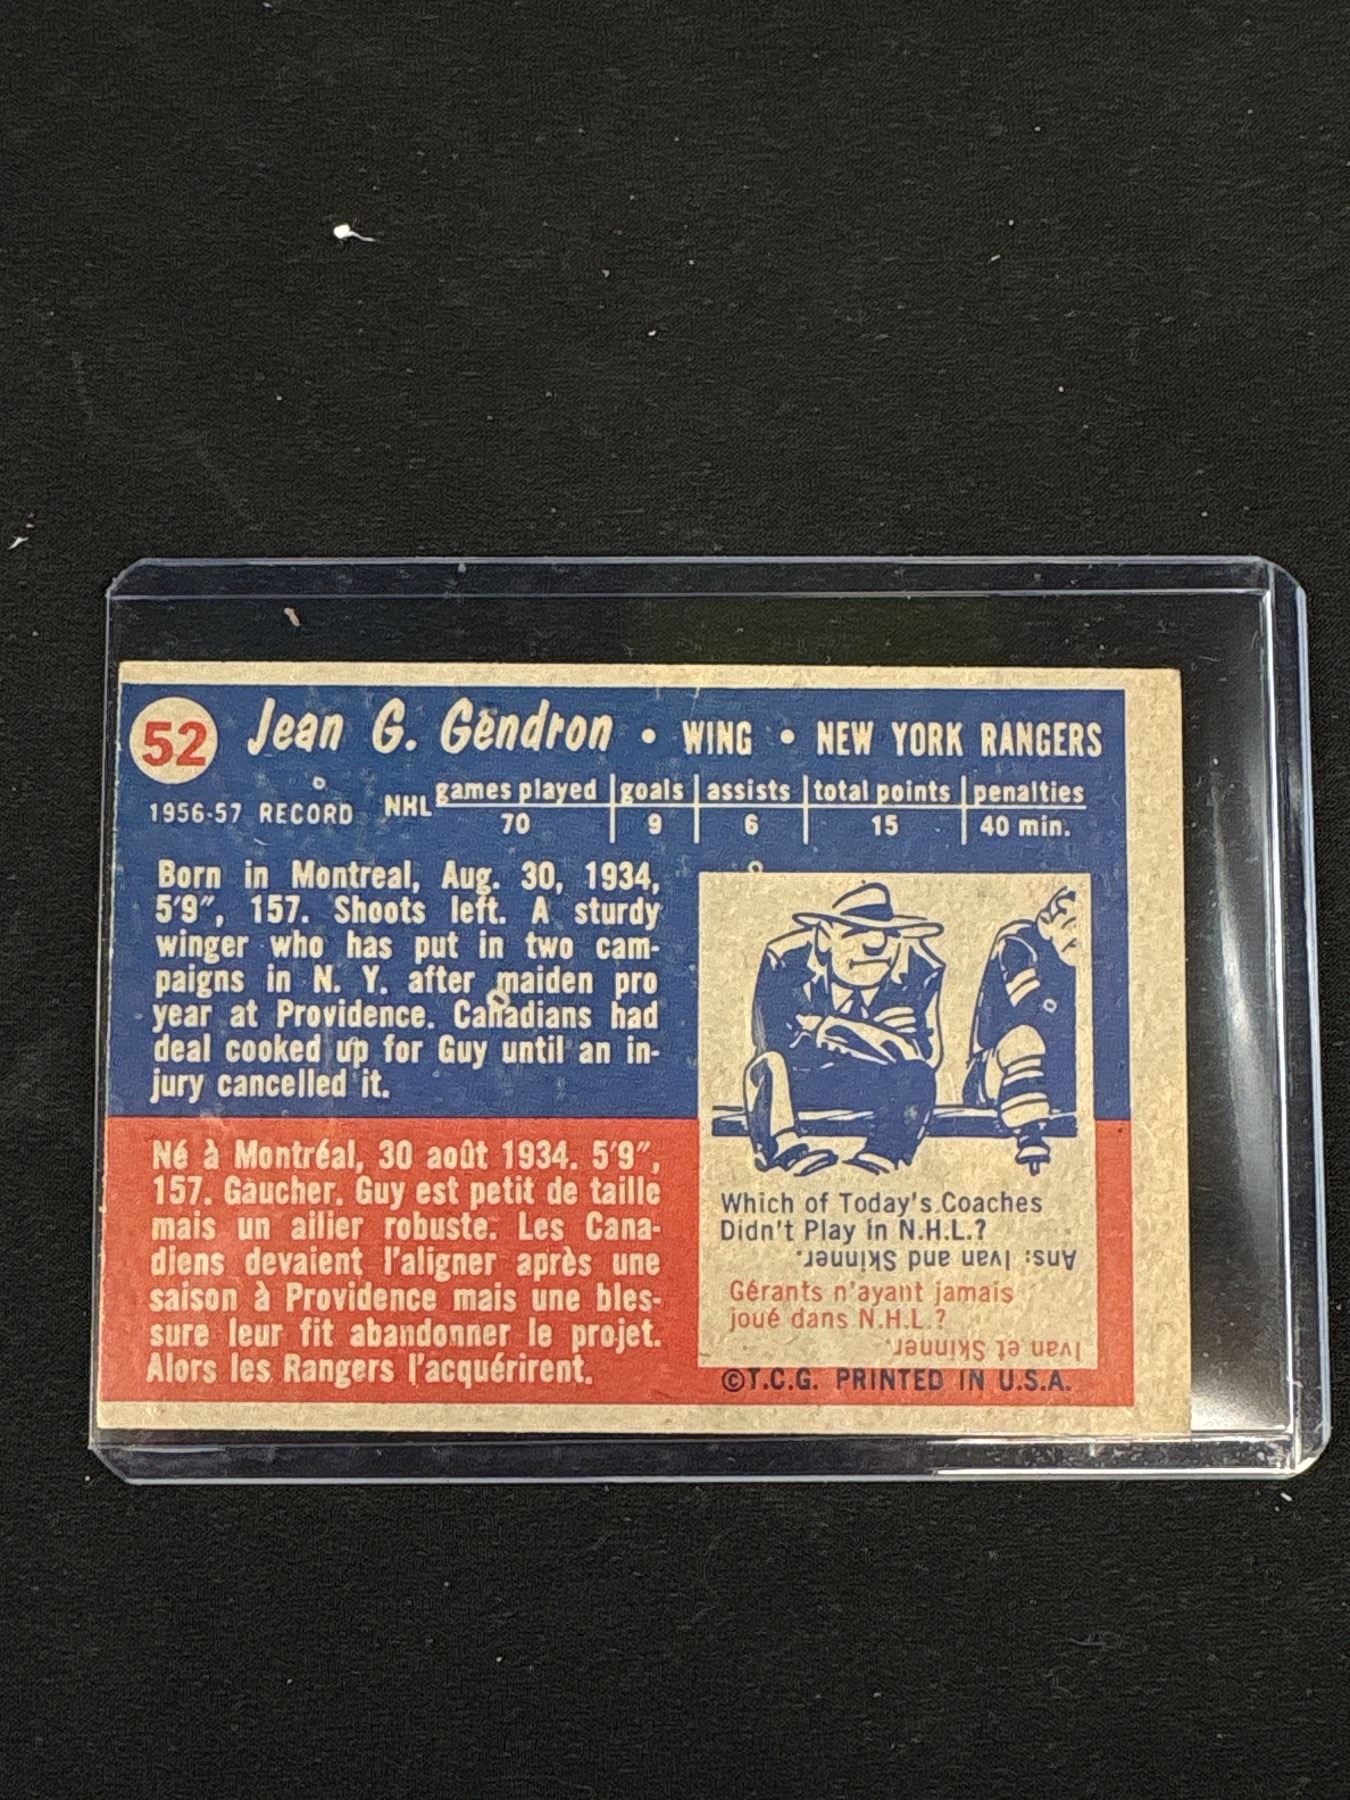 52 Jean G. Gendron • WING • NEW YORK RANGERS
1956-57 RECORD NHL games played goals assists total points penalties
70 9 6 15 40 min.
Born in Montreal, Aug. 30, 1934,
5'9", 157. Shoots left. A sturdy
winger who has put in two cam-
paigns in N. Y. after maiden pro
year at Providence. Canadians had
deal cooked up for Guy until an in-
jury cancelled it.
Né à Montréal, 30 août 1934. 5'9",
157. Gaucher. Guy est petit de taille
mais un ailier robuste. Les Cana-
diens devaient l'aligner après une
saison à Providence mais une bles-
sure leur fit abandonner le projet.
Alors les Rangers l'acquérirent.
Which of Today's Coaches
Didn't Play in N.H.L.?
Ans: Ivan and Skinner.
Gérants n'ayant jamais
joué dans N.H.L.?
Ivan et Skinner.
©T.C.G. PRINTED IN U.S.A.